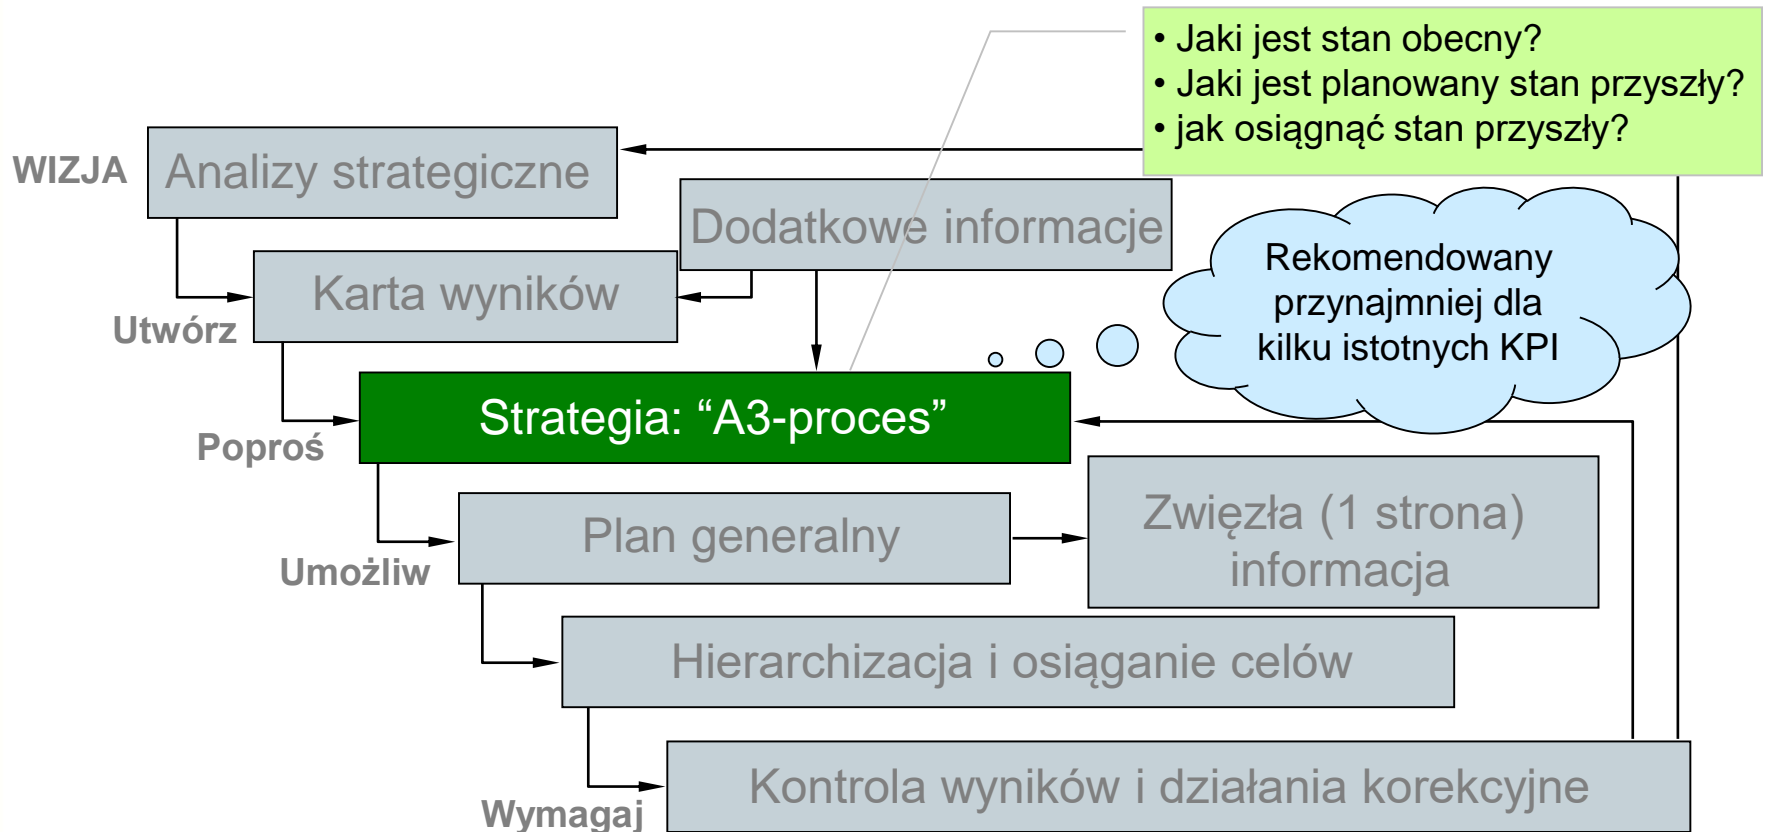 • Jaki jest stan obecny?
• Jaki jest planowany stan przyszły?
• jak osiągnąć stan przyszły?
WIZJA
Analizy strategiczne
Dodatkowe informacje
Rekomendowany
przynajmniej dla
kilku istotnych KPI
Karta wyników
Utwórz
Strategia: “A3-proces”
Poproś
Plan generalny
Zwięzła (1 strona)
informacja
Umożliw
Hierarchizacja i osiąganie celów
Kontrola wyników i działania korekcyjne
Wymagaj